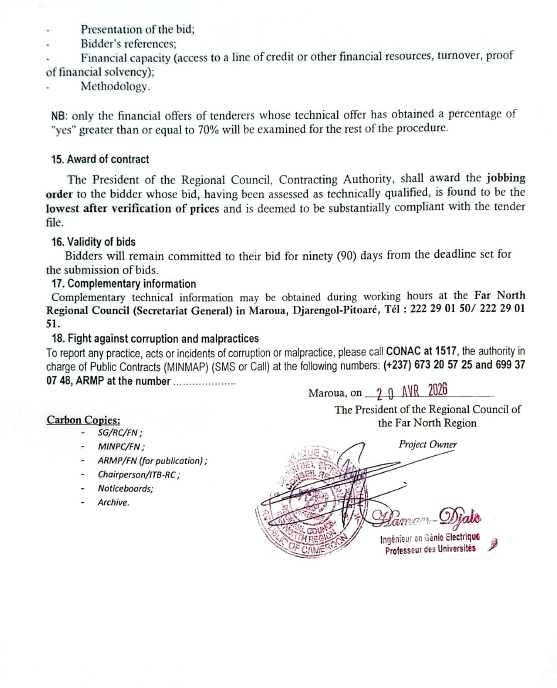 - Presentation of the bid;
- Bidder's references;
- Financial capacity (access to a line of credit or other financial resources, turnover, proof
of financial solvency);
- Methodology.
NB: only the financial offers of tenderers whose technical offer has obtained a percentage of
"yes" greater than or equal to 70% will be examined for the rest of the procedure.
15. Award of contract
The President of the Regional Council, Contracting Authority, shall award the jobbing
order to the bidder whose bid, having been assessed as technically qualified, is found to be the
lowest after verification of prices and is deemed to be substantially compliant with the tender
file.
16. Validity of bids
Bidders will remain committed to their bid for ninety (90) days from the deadline set for
the submission of bids.
17. Complementary information
Complementary technical information may be obtained during working hours at the Far North
Regional Council (Secretariat General) in Maroua, Djarengol-Pitoaré, Tél : 222 29 01 50/ 222 29 01
51.
18. Fight against corruption and malpractices
To report any practice, acts or incidents of corruption or malpractice, please call CONAC at 1517, the authority in
charge of Public Contracts (MINMAP) (SMS or Call) at the following numbers: (+237) 673 20 57 25 and 699 37
07 48, ARMP at the number ...................
Maroua, on 20 AVR 2026
The President of the Regional Council of
the Far North Region
Project Owner
Carbon Copies:
- SG/RC/FN ;
- MINPC/FN ;
- ARMP/FN (for publication) ;
- Chairperson/ITB-RC ;
- Noticeboards;
- Archive.
Haman-Djalo
Ingénieur en Génie Electrique
Professeur des Universités